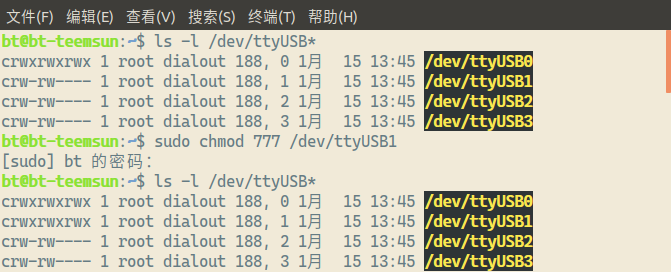 文件(F) 编辑(E) 查看(V) 搜索(S) 终端(T) 帮助(H)
bt@bt-teemsun:~$ ls -l /dev/ttyUSB*
crwxrwxrwx 1 root dialout 188, 0 1月 15 13:45 /dev/ttyUSB0
crw-rw---- 1 root dialout 188, 1 1月 15 13:45 /dev/ttyUSB1
crw-rw---- 1 root dialout 188, 2 1月 15 13:45 /dev/ttyUSB2
crw-rw---- 1 root dialout 188, 3 1月 15 13:45 /dev/ttyUSB3
bt@bt-teemsun:~$ sudo chmod 777 /dev/ttyUSB1
[sudo] bt 的密码:
bt@bt-teemsun:~$ ls -l /dev/ttyUSB*
crwxrwxrwx 1 root dialout 188, 0 1月 15 13:45 /dev/ttyUSB0
crwxrwxrwx 1 root dialout 188, 1 1月 15 13:45 /dev/ttyUSB1
crw-rw---- 1 root dialout 188, 2 1月 15 13:45 /dev/ttyUSB2
crw-rw---- 1 root dialout 188, 3 1月 15 13:45 /dev/ttyUSB3